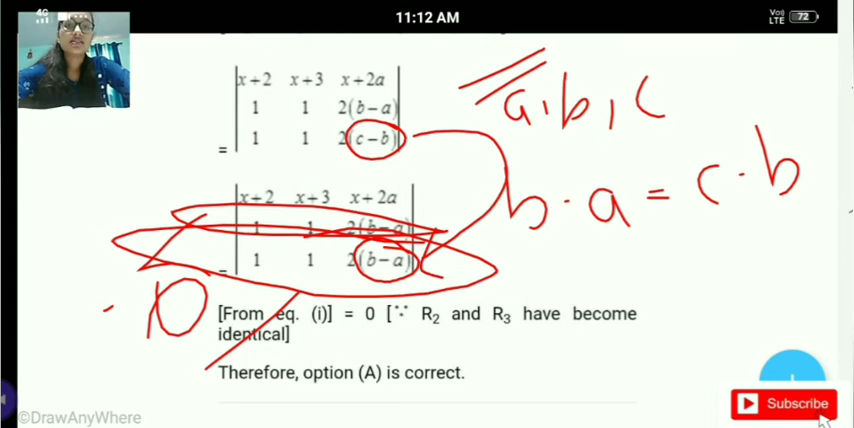 4G
11:12 AM
Vo))
LTE
72
x+2 x+3 x+2a
1 1 2(b−a)
= 1 1 2(c−b)
a, b, c
b - a = c - b
x+2 x+3 x+2a
1 1 2(b−a)
= 1 1 2(b−a)
[From eq. (i)] = 0 [∵ R₂ and R₃ have become
identical]
Therefore, option (A) is correct.
Subscribe
©DrawAnyWhere